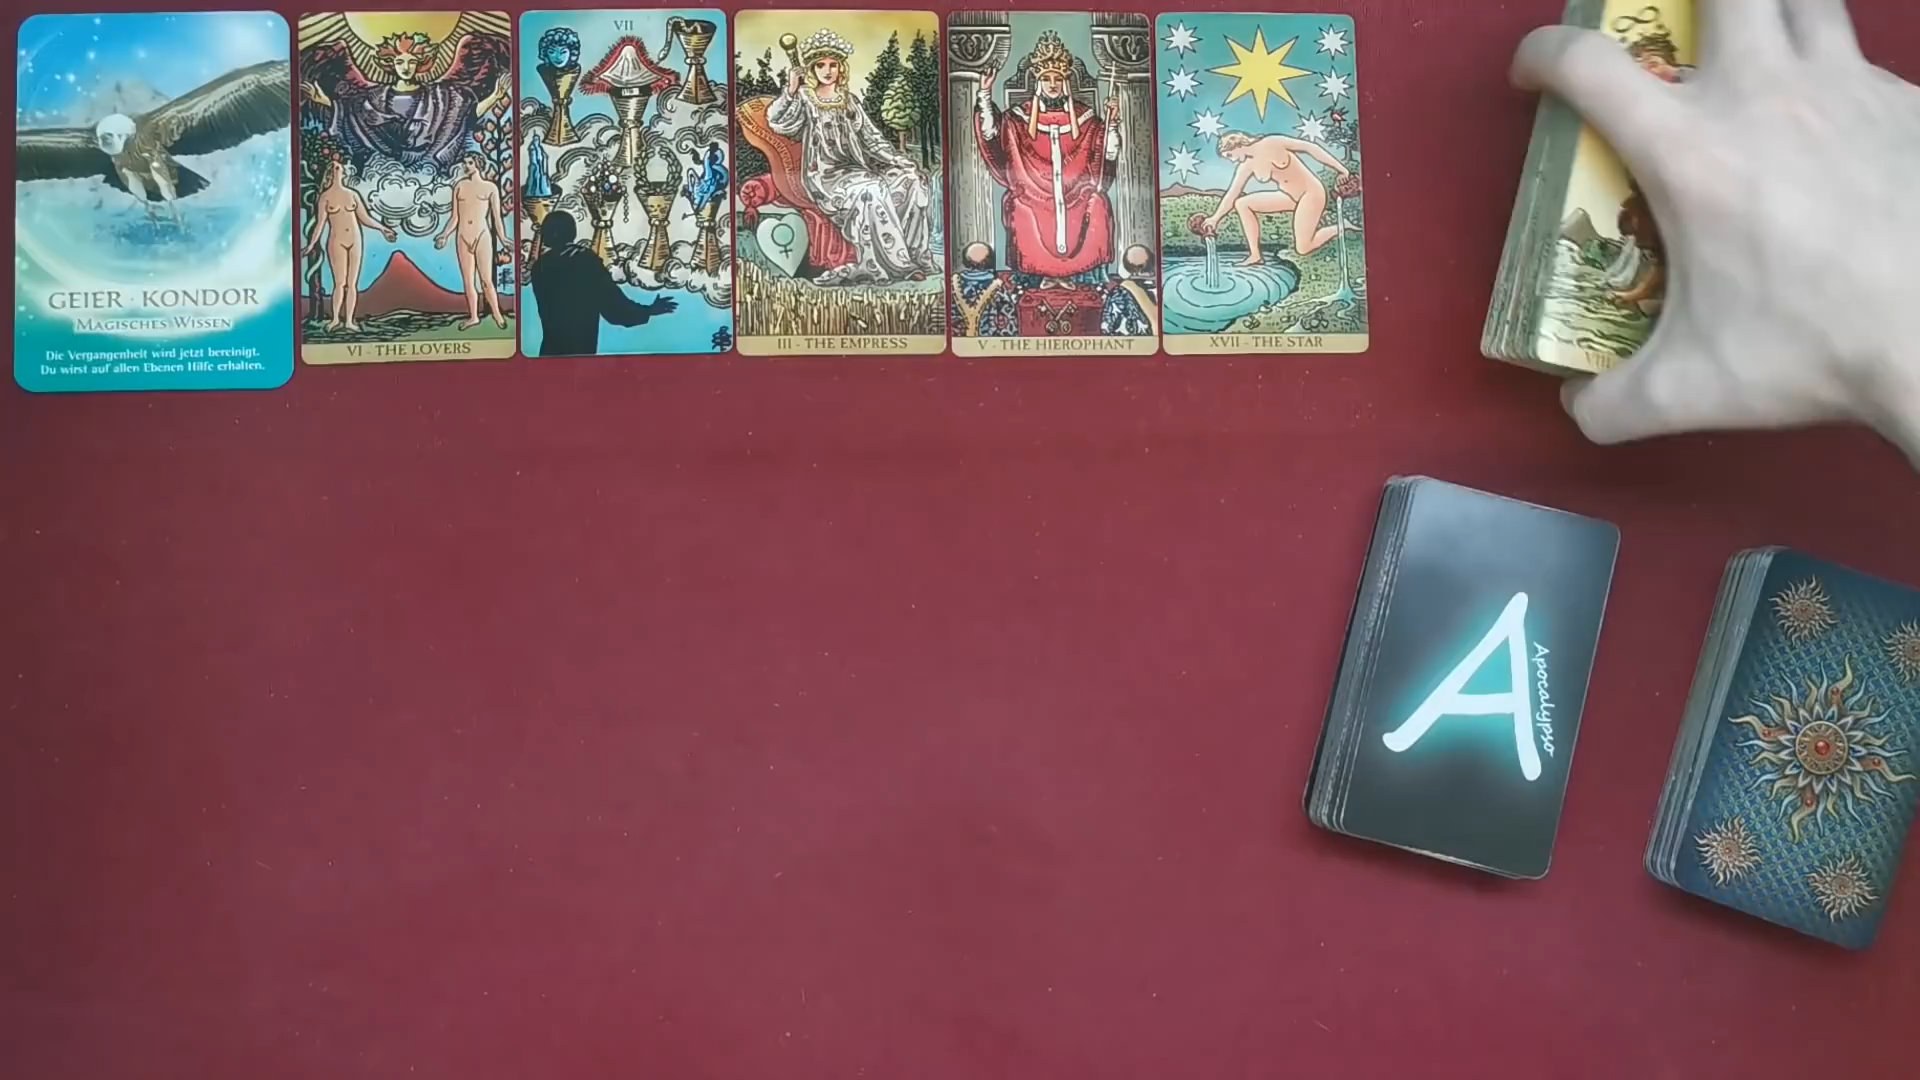 GEIER · KONDOR
MAGISCHES WISSEN
Die Vergangenheit wird jetzt bereinigt.
Du wirst auf allen Ebenen Hilfe erhalten.
VI - THE LOVERS
VII
III - THE EMPRESS
V - THE HIEROPHANT
XVII - THE STAR
A
Apocalypso